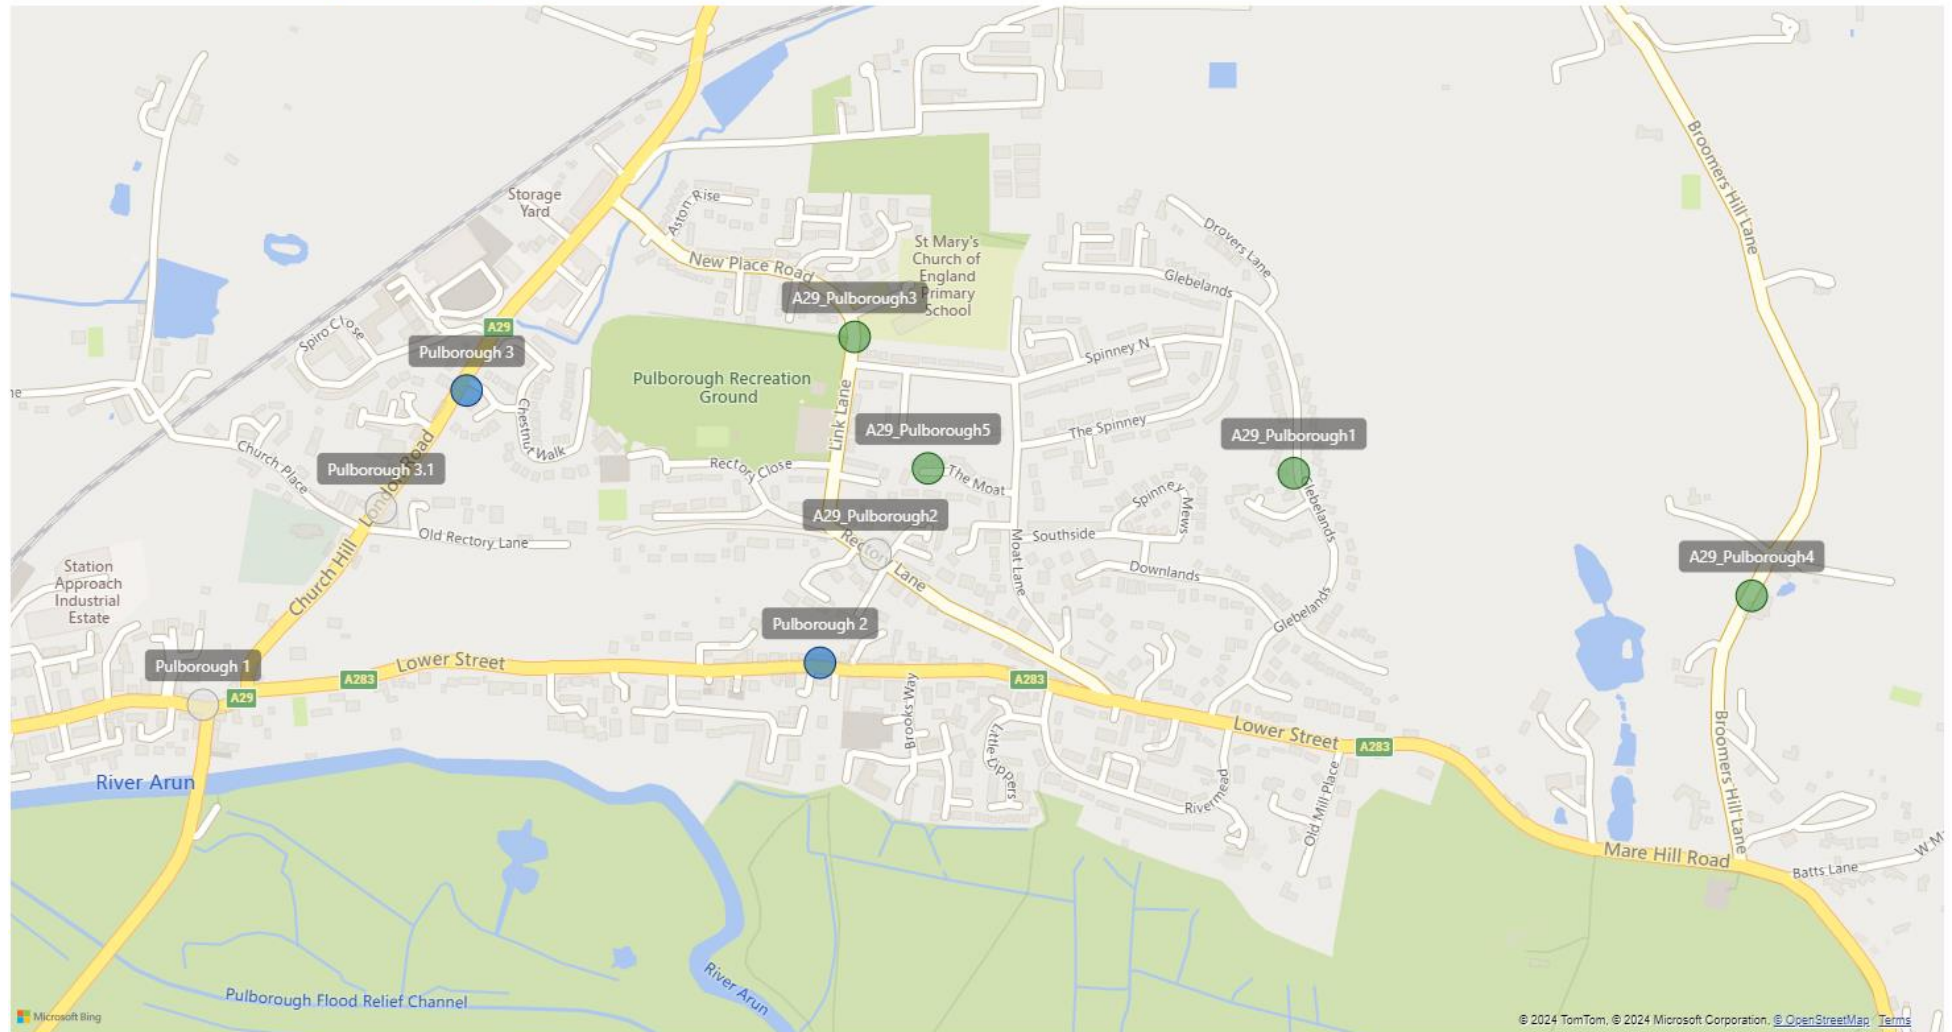 Storage
Yard
Aston Rise
Broomers Hill Lane
New Place Road
St Mary's
Church of
England
Primary
School
Drovers Lane
Glebelands
A29_Pulborough3
Spiro Close
A29
Pulborough 3
Pulborough Recreation
Ground
Link Lane
Spinney N
Chestnut Walk
Church Place
London Road
Pulborough 3.1
Rectory Close
A29_Pulborough5
The Moat
The Spinney
A29_Pulborough1
Glebelands
Spinney
Mews
Old Rectory Lane
A29_Pulborough2
Rectory Lane
Moat Lane
Southside
Downlands
Glebelands
A29_Pulborough4
Station
Approach
Industrial
Estate
Church Hill
Pulborough 2
Pulborough 1
A29
A283
Lower Street
A283
Brooks Way
Little Dippers
Lower Street
A283
Broomers Hill Lane
River Arun
Rivermead
Old Mill Place
Mare Hill Road
Batts Lane
River Arun
Pulborough Flood Relief Channel
Microsoft Bing
© 2024 TomTom, © 2024 Microsoft Corporation, © OpenStreetMap Terms